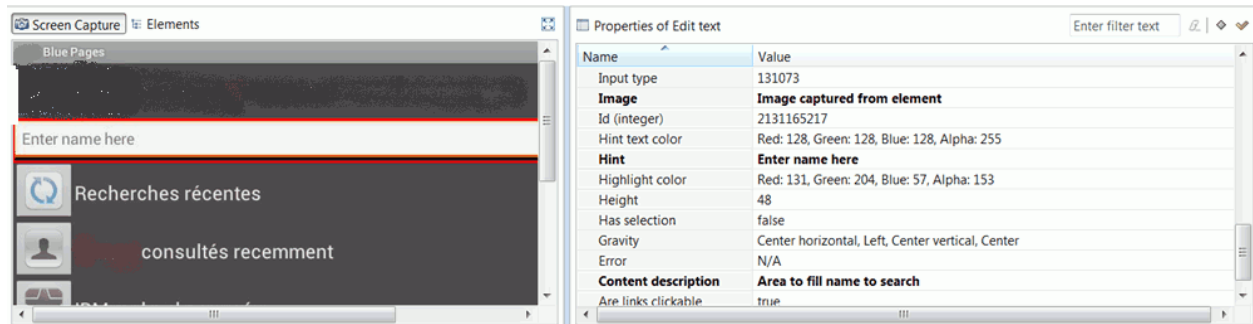 Screen Capture Elements
Blue Pages
Enter name here
Recherches récentes
consultés recemment
Properties of Edit text
Enter filter text
Name Value
Input type 131073
Image Image captured from element
Id (integer) 2131165217
Hint text color Red: 128, Green: 128, Blue: 128, Alpha: 255
Hint Enter name here
Highlight color Red: 131, Green: 204, Blue: 57, Alpha: 153
Height 48
Has selection false
Gravity Center horizontal, Left, Center vertical, Center
Error N/A
Content description Area to fill name to search
Are links clickable true